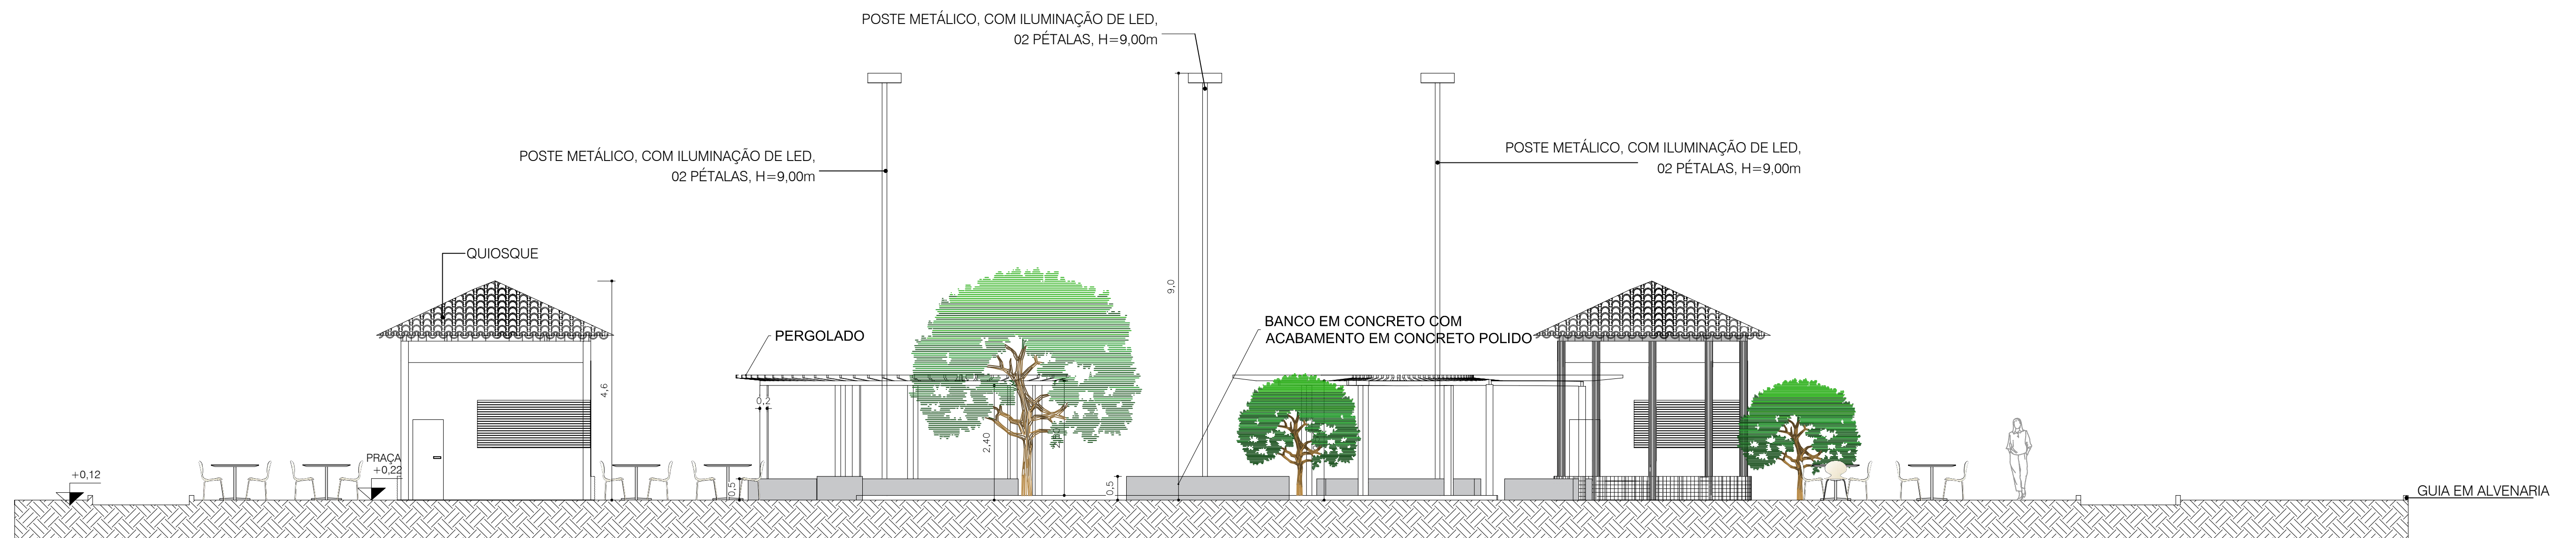 POSTE METÁLICO, COM ILUMINAÇÃO DE LED,
02 PÉTALAS, H=9,00m
POSTE METÁLICO, COM ILUMINAÇÃO DE LED,
02 PÉTALAS, H=9,00m
POSTE METÁLICO, COM ILUMINAÇÃO DE LED,
02 PÉTALAS, H=9,00m
QUIOSQUE
9,0
BANCO EM CONCRETO COM
ACABAMENTO EM CONCRETO POLIDO
PERGOLADO
4,6
0,2
2,40
PRAÇA
+0,22
+0,12
0,5
0,5
GUIA EM ALVENARIA